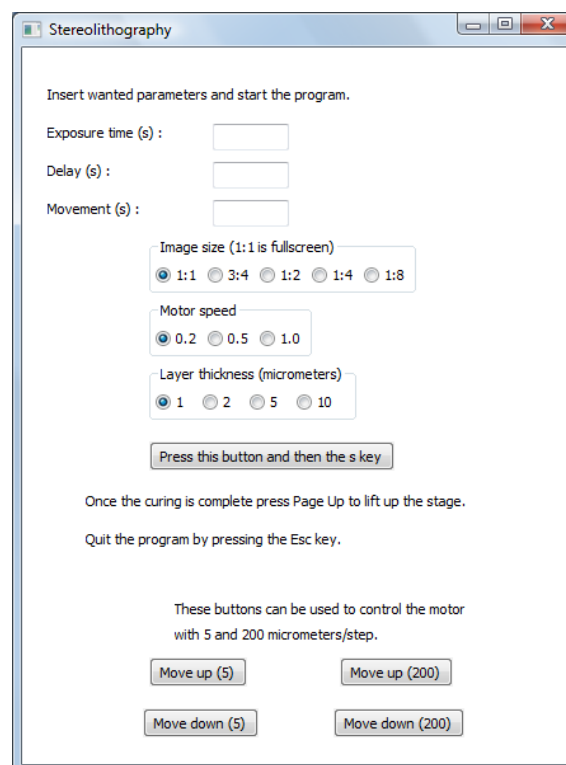 Stereolithography
Insert wanted parameters and start the program.
Exposure time (s) :
Delay (s) :
Movement (s) :
Image size (1:1 is fullscreen)
1:1 3:4 1:2 1:4 1:8
Motor speed
0.2 0.5 1.0
Layer thickness (micrometers)
1 2 5 10
Press this button and then the s key
Once the curing is complete press Page Up to lift up the stage.
Quit the program by pressing the Esc key.
These buttons can be used to control the motor
with 5 and 200 micrometers/step.
Move up (5) Move up (200)
Move down (5) Move down (200)